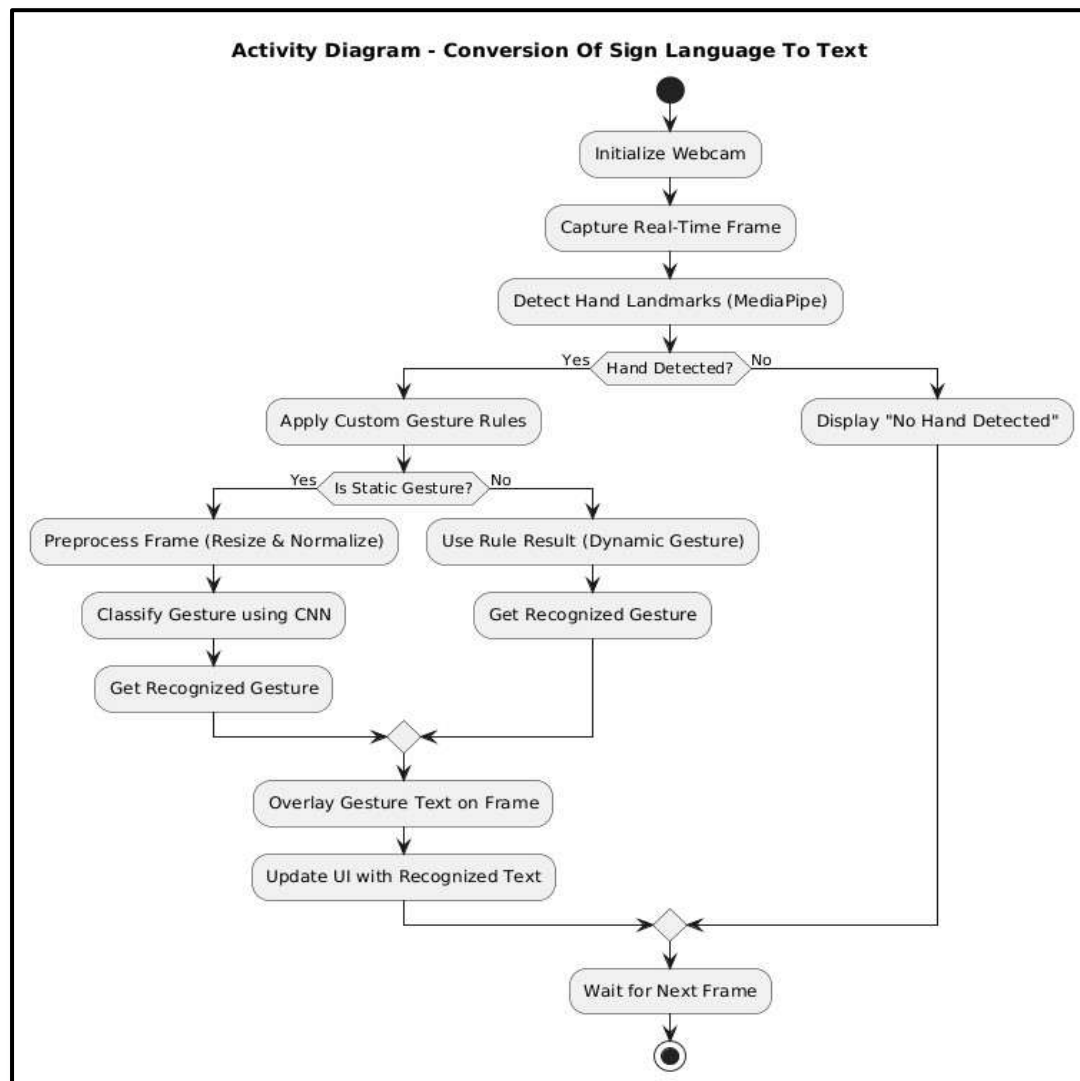 Activity Diagram - Conversion Of Sign Language To Text
Initialize Webcam
Capture Real-Time Frame
Detect Hand Landmarks (MediaPipe)
Yes
Hand Detected?
No
Apply Custom Gesture Rules
Display "No Hand Detected"
Yes
Is Static Gesture?
No
Preprocess Frame (Resize & Normalize)
Use Rule Result (Dynamic Gesture)
Classify Gesture using CNN
Get Recognized Gesture
Get Recognized Gesture
Overlay Gesture Text on Frame
Update UI with Recognized Text
Wait for Next Frame